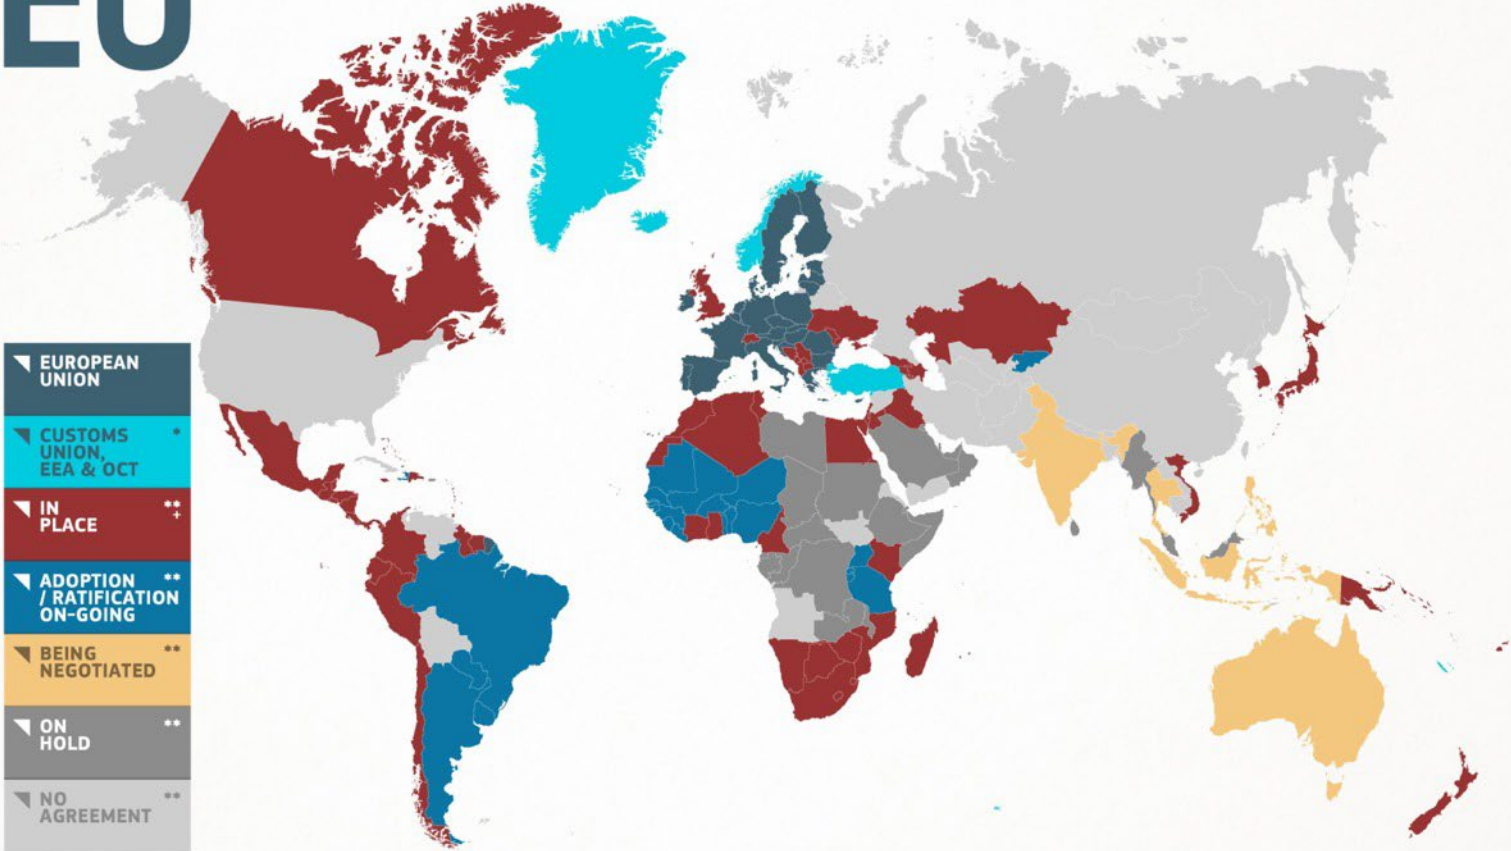 EU
EUROPEAN
UNION
CUSTOMS *
UNION,
EEA & OCT
IN **
PLACE +
ADOPTION **
/ RATIFICATION
ON-GOING
BEING **
NEGOTIATED
ON **
HOLD
NO **
AGREEMENT